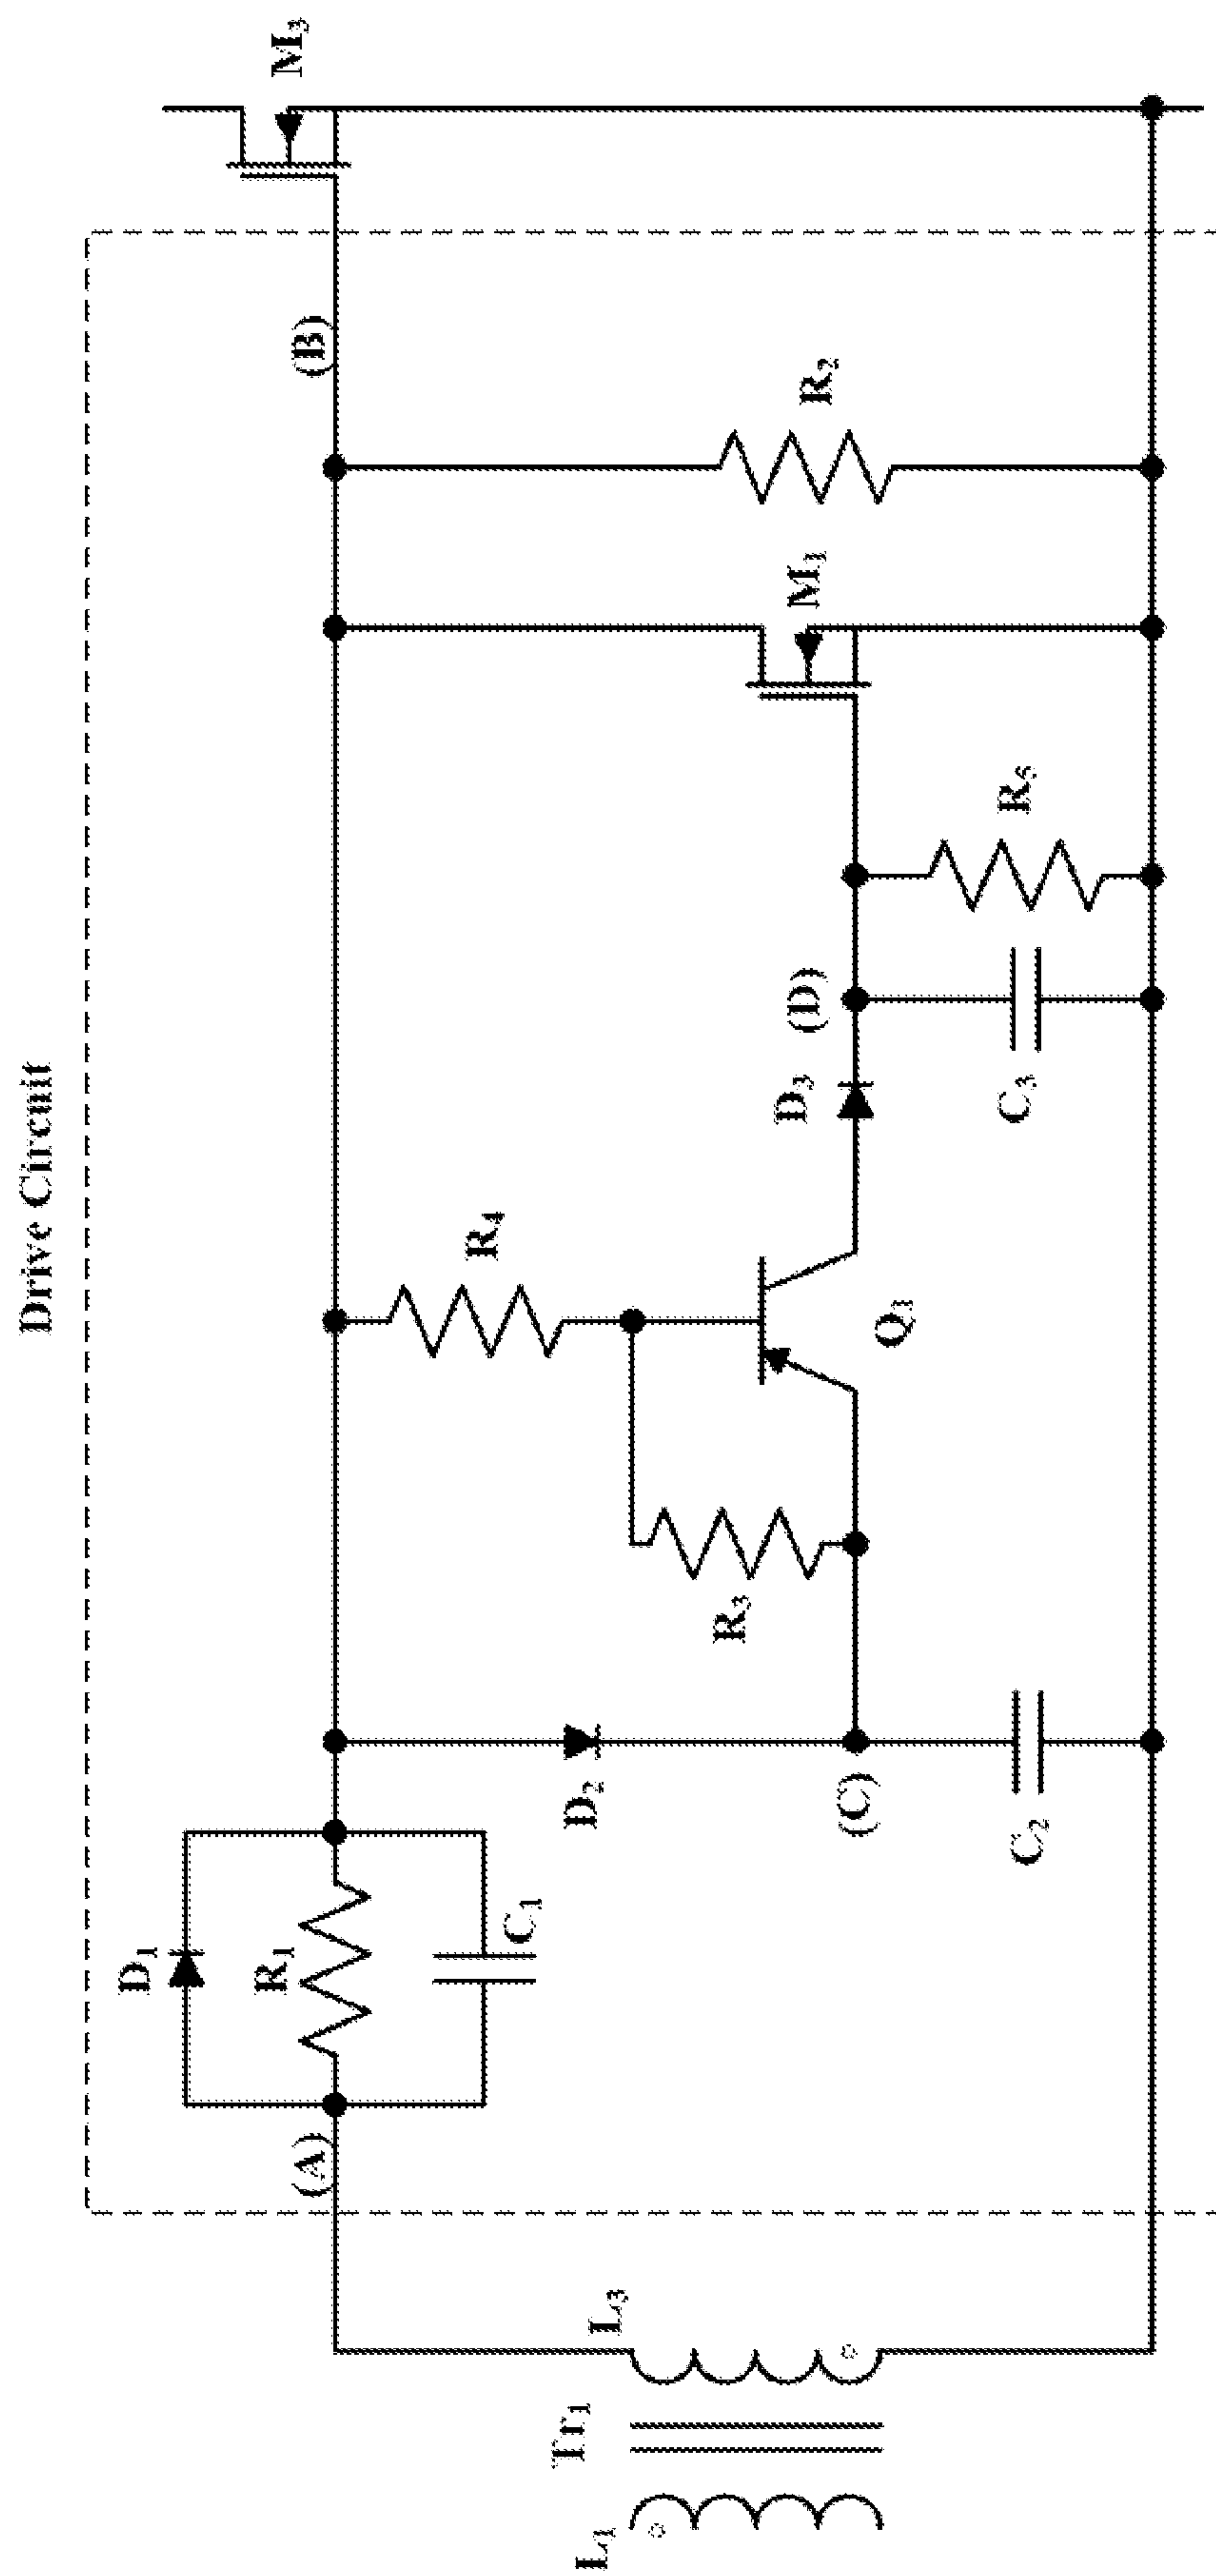 Drive Circuit
D₁
R₁
C₁
(A)
(B)
M₃
D₂
(C)
C₂
R₃
R₄
Q₁
D₃
(D)
C₃
R₅
M₁
R₂
L₁
Tr₁
L₃